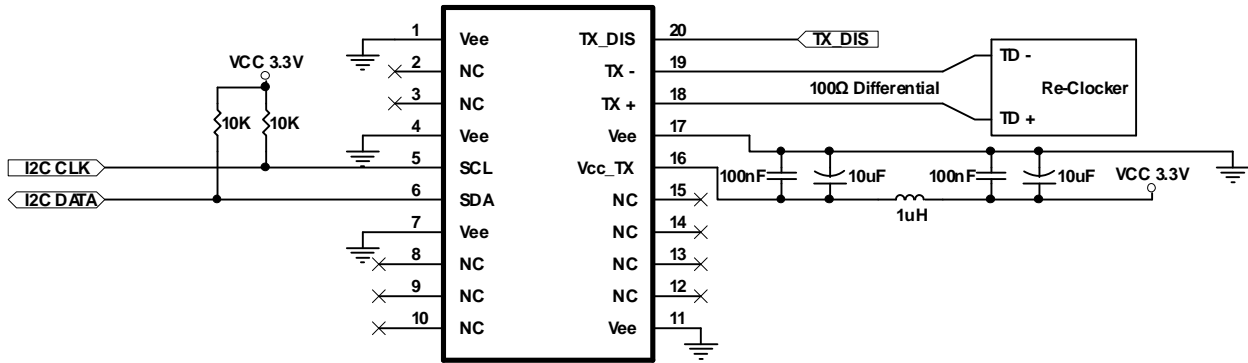 VCC 3.3V
10K
10K
I2C CLK
I2C DATA
1 Vee
2 NC
3 NC
4 Vee
5 SCL
6 SDA
7 Vee
8 NC
9 NC
10 NC
TX_DIS 20
TX - 19
TX + 18
Vee 17
Vcc_TX 16
NC 15
NC 14
NC 13
NC 12
Vee 11
TX_DIS
100Ω Differential
TD -
Re-Clocker
TD +
100nF
10uF
1uH
100nF
10uF
VCC 3.3V